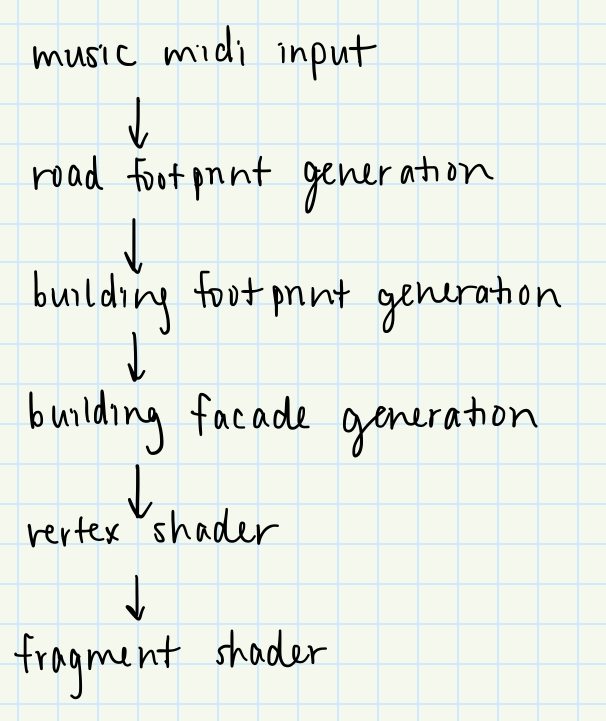 music midi input
road footprint generation
building footprint generation
building facade generation
vertex shader
fragment shader